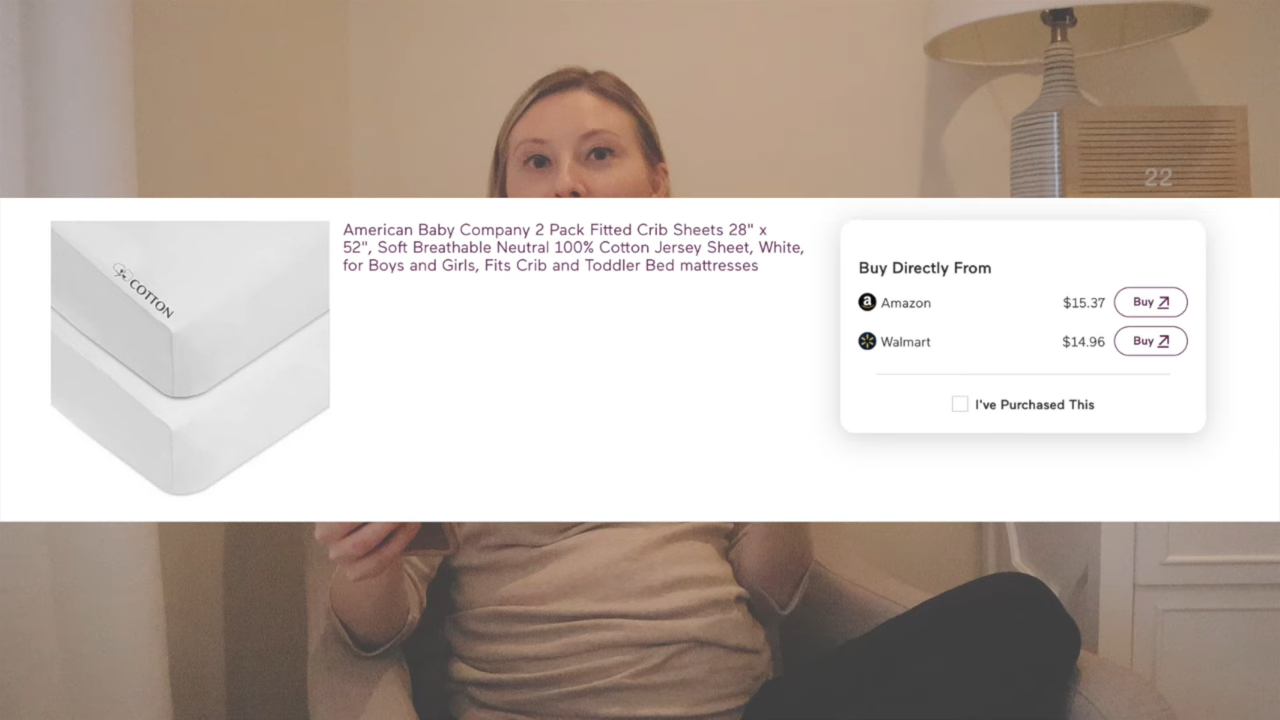 22
COTTON
American Baby Company 2 Pack Fitted Crib Sheets 28" x
52", Soft Breathable Neutral 100% Cotton Jersey Sheet, White,
for Boys and Girls, Fits Crib and Toddler Bed mattresses
Buy Directly From
Amazon $15.37 Buy
Walmart $14.96 Buy
I've Purchased This